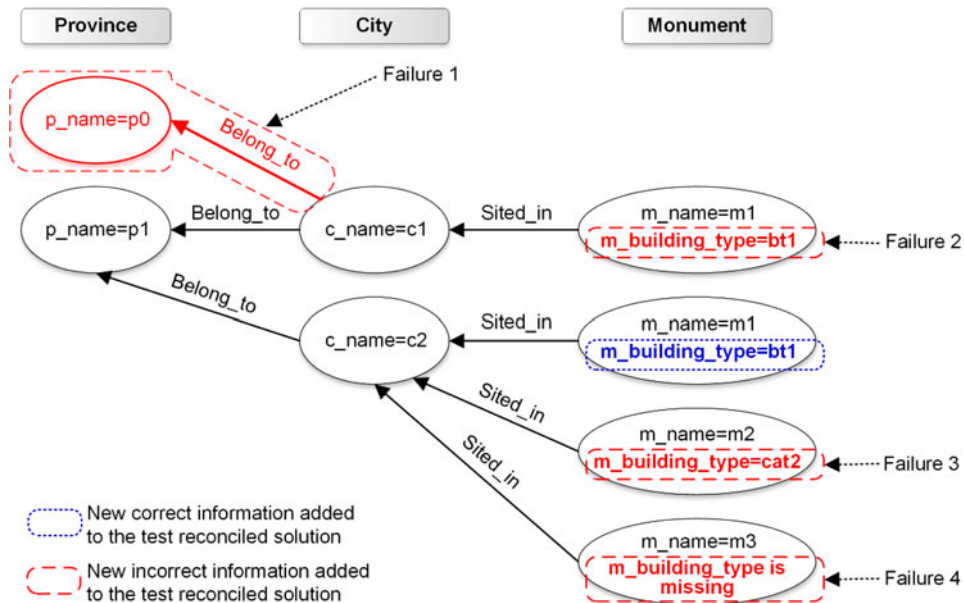 Province
City
Monument
Failure 1
p_name=p0
Belong_to
p_name=p1
Belong_to
c_name=c1
Sited_in
m_name=m1
m_building_type=bt1
Failure 2
Belong_to
c_name=c2
Sited_in
m_name=m1
m_building_type=bt1
Sited_in
m_name=m2
m_building_type=cat2
Failure 3
Sited_in
m_name=m3
m_building_type is
missing
Failure 4
New correct information added
to the test reconciled solution
New incorrect information added
to the test reconciled solution